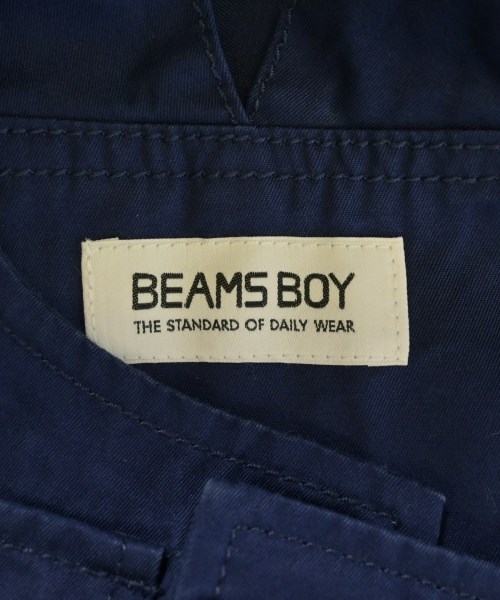 BEAMS BOY
THE STANDARD OF DAILY WEAR